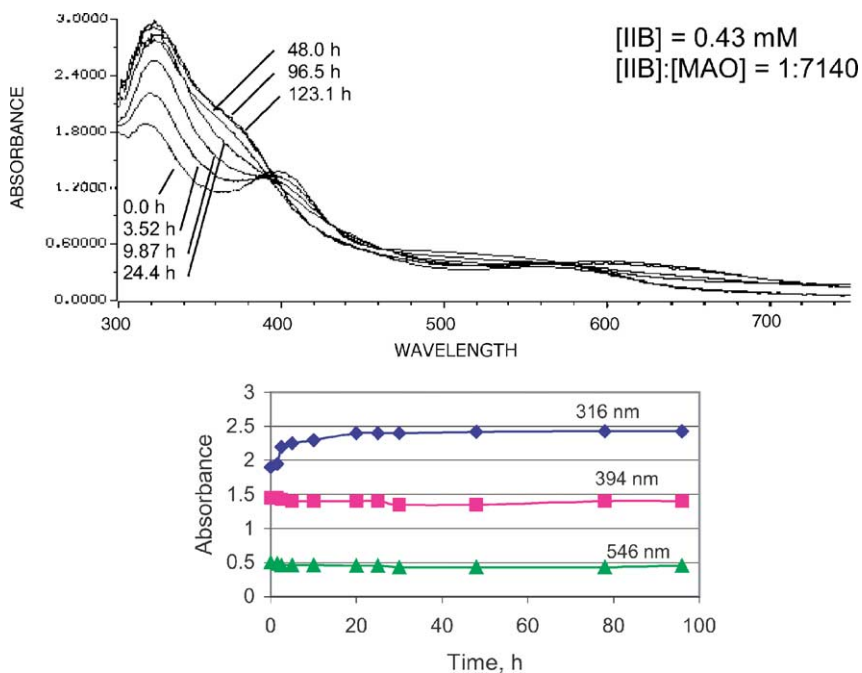 [IIB] = 0.43 mM
[IIB]:[MAO] = 1:7140
ABSORBANCE
3.0000
2.4000
1.8000
1.2000
0.60000
0.0000
48.0 h
96.5 h
123.1 h
0.0 h
3.52 h
9.87 h
24.4 h
300
400
500
600
700
WAVELENGTH
Absorbance
3
2.5
2
1.5
1
0.5
0
316 nm
394 nm
546 nm
0
20
40
60
80
100
Time, h